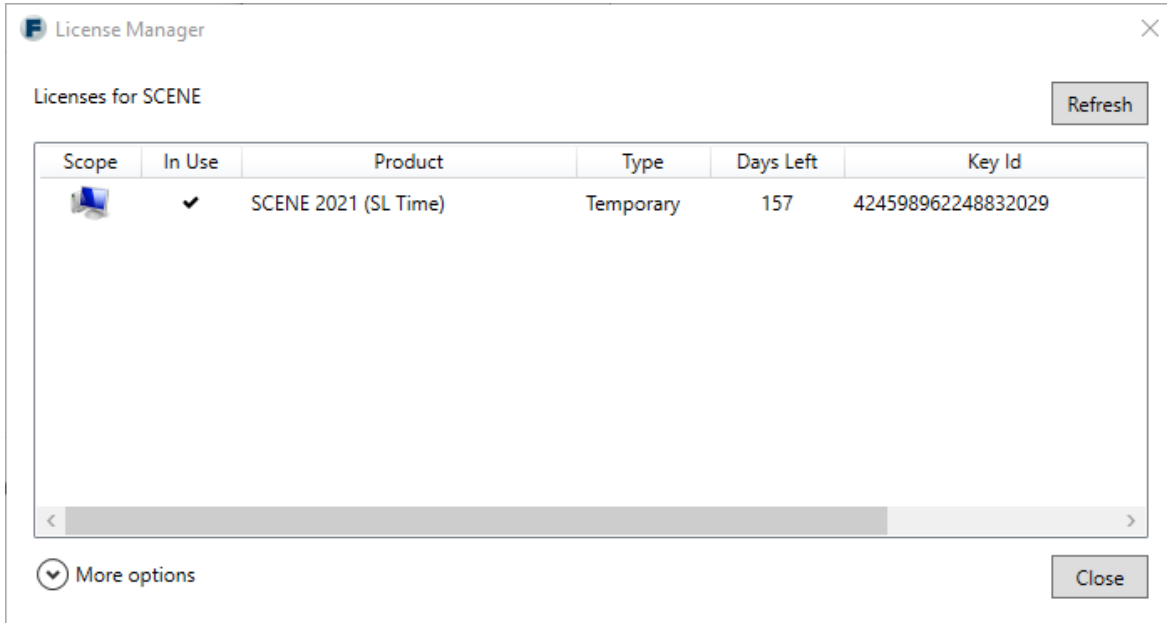 License Manager
Licenses for SCENE
Refresh
Scope In Use Product Type Days Left Key Id
SCENE 2021 (SL Time) Temporary 157 424598962248832029
More options
Close